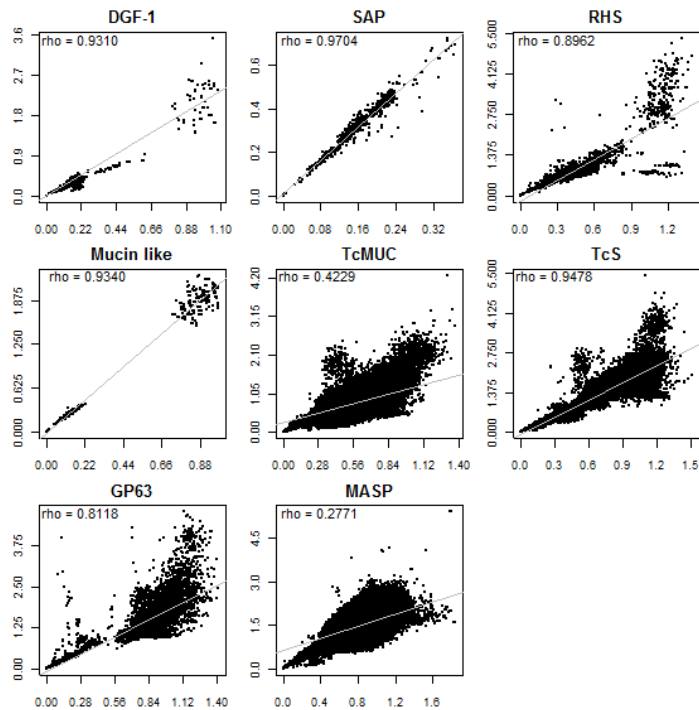 DGF-1 SAP RHS
rho = 0.9310 rho = 0.9704 rho = 0.8962
3.6 0.6 5.500
2.7 4.125
1.8 0.4 2.750
0.9 0.2 1.375
0.0 0.0 0.000
0.00 0.22 0.44 0.66 0.88 1.10 0.00 0.08 0.16 0.24 0.32 0.0 0.3 0.6 0.9 1.2
Mucin like TcMUC TcS
rho = 0.9340 rho = 0.4229 rho = 0.9478
1.875 4.20 5.500
1.250 3.15 4.125
0.625 2.10 2.750
0.000 1.05 1.375
0.00 0.000
0.00 0.22 0.44 0.66 0.88 0.00 0.28 0.56 0.84 1.12 1.40 0.0 0.3 0.6 0.9 1.2 1.5
GP63 MASP
rho = 0.8118 rho = 0.2771
3.75 4.5
2.50 3.0
1.25 1.5
0.00 0.0
0.00 0.28 0.56 0.84 1.12 1.40 0.0 0.4 0.8 1.2 1.6